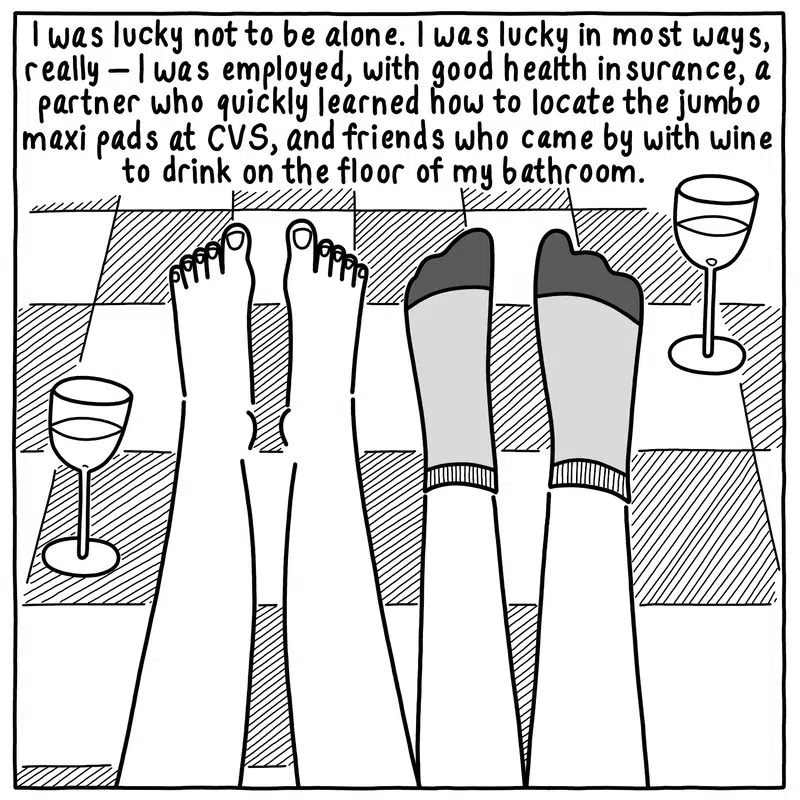 I was lucky not to be alone. I was lucky in most ways,
really — I was employed, with good health insurance, a
partner who quickly learned how to locate the jumbo
maxi pads at CVS, and friends who came by with wine
to drink on the floor of my bathroom.